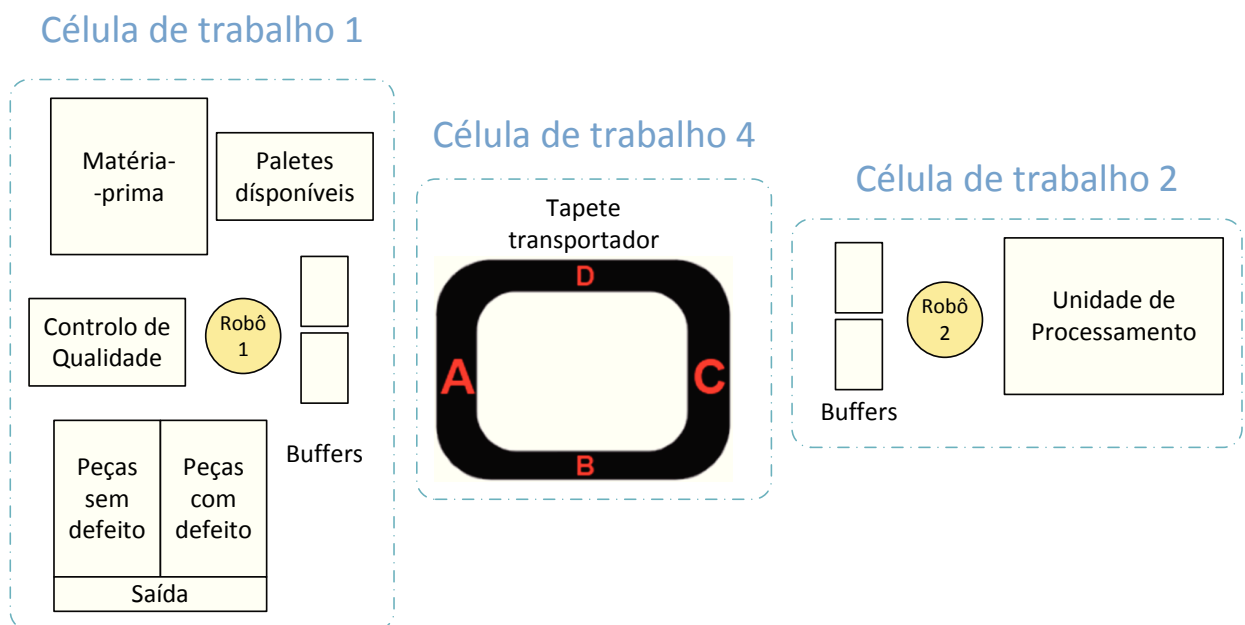 Célula de trabalho 1
Matéria-
-prima
Paletes
dísponíveis
Controlo de
Qualidade
Robô
1
Peças
sem
defeito
Peças
com
defeito
Buffers
Saída
Célula de trabalho 4
Tapete
transportador
D
A
C
B
Célula de trabalho 2
Robô
2
Unidade de
Processamento
Buffers